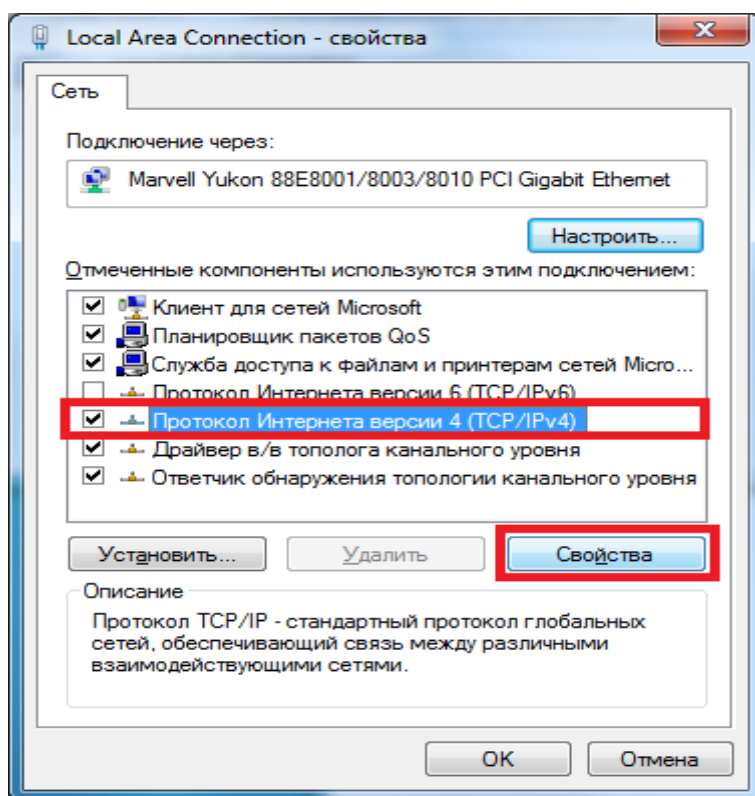 Local Area Connection - свойства
Сеть
Подключение через:
Marvell Yukon 88E8001/8003/8010 PCI Gigabit Ethernet
Настроить...
Отмеченные компоненты используются этим подключением:
Клиент для сетей Microsoft
Планировщик пакетов QoS
Служба доступа к файлам и принтерам сетей Micro...
Протокол Интернета версии 6 (TCP/IPv6)
Протокол Интернета версии 4 (TCP/IPv4)
Драйвер в/в тополога канального уровня
Ответчик обнаружения топологии канального уровня
Установить...
Удалить
Свойства
Описание
Протокол TCP/IP - стандартный протокол глобальных
сетей, обеспечивающий связь между различными
взаимодействующими сетями.
ОК
Отмена